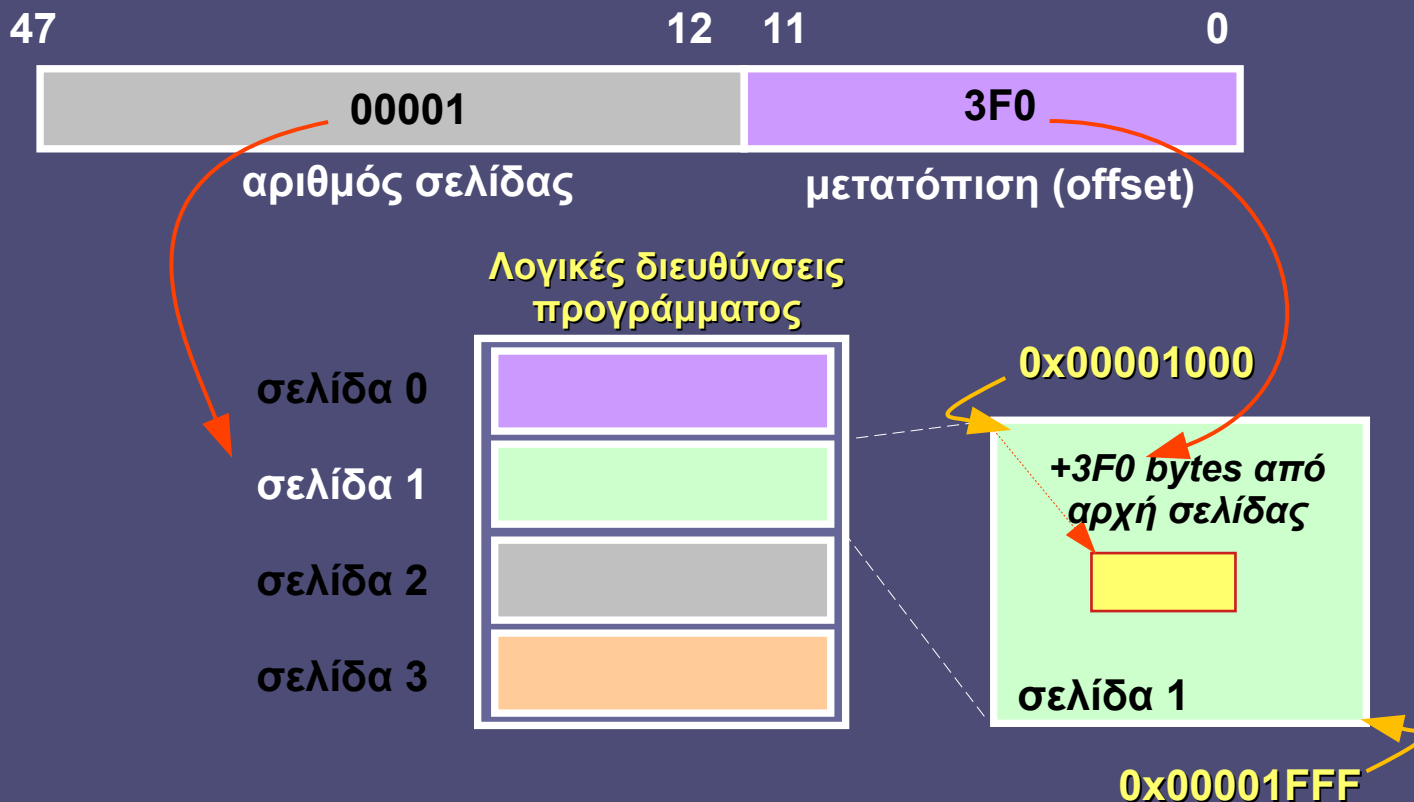 47 12 11 0
00001 3F0
αριθμός σελίδας μετατόπιση (offset)
Λογικές διευθύνσεις
προγράμματος
σελίδα 0
σελίδα 1
σελίδα 2
σελίδα 3
0x00001000
+3F0 bytes από
αρχή σελίδας
σελίδα 1
0x00001FFF